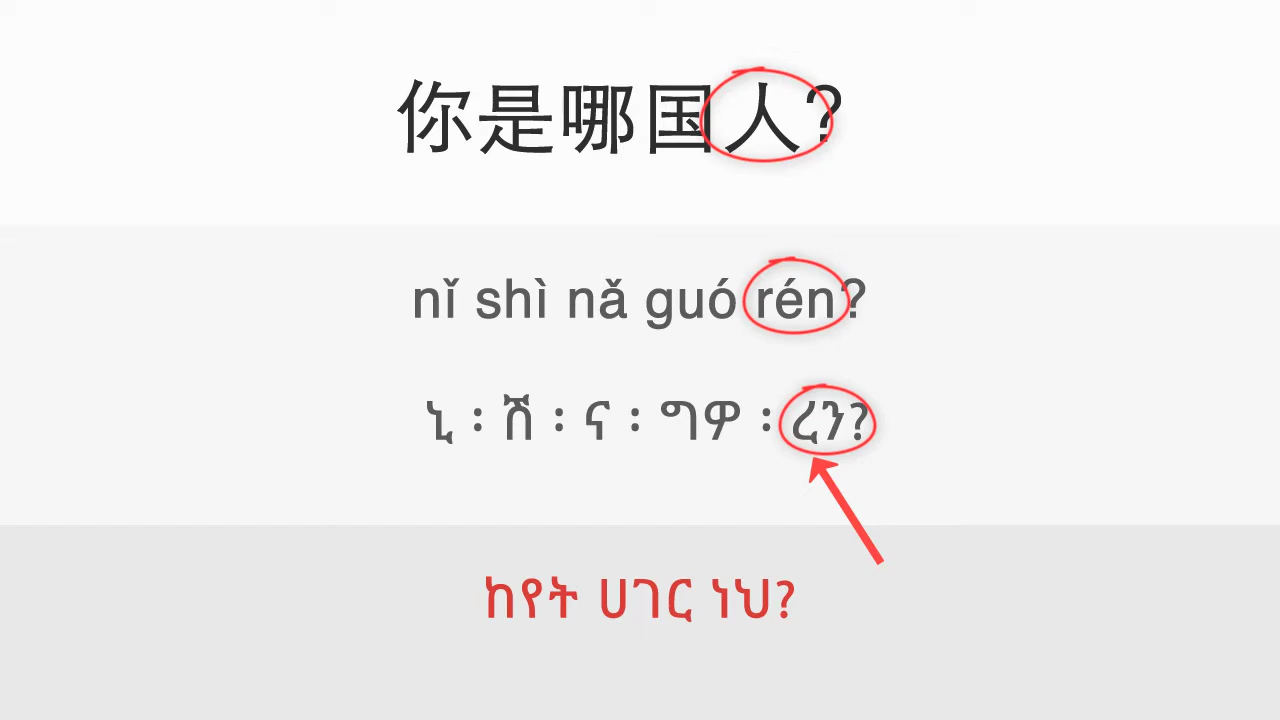 你是哪国人?
nǐ shì nǎ guó rén?
ኒ ፡ ሽ ፡ ና ፡ ግዎ ፡ ረን?
ከየት ሀገር ነህ?